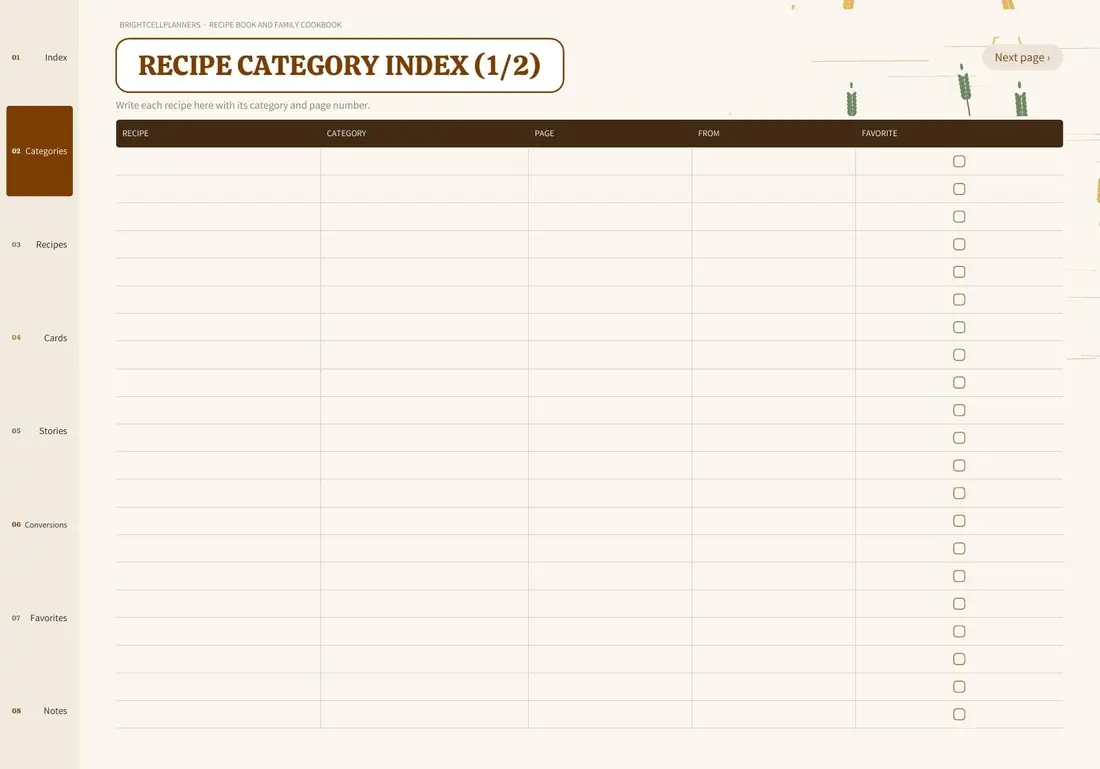 BRIGHTCELLPLANNERS · RECIPE BOOK AND FAMILY COOKBOOK
RECIPE CATEGORY INDEX (1/2)
Next page ›
Write each recipe here with its category and page number.
RECIPE CATEGORY PAGE FROM FAVORITE
01 Index
02 Categories
03 Recipes
04 Cards
05 Stories
06 Conversions
07 Favorites
08 Notes